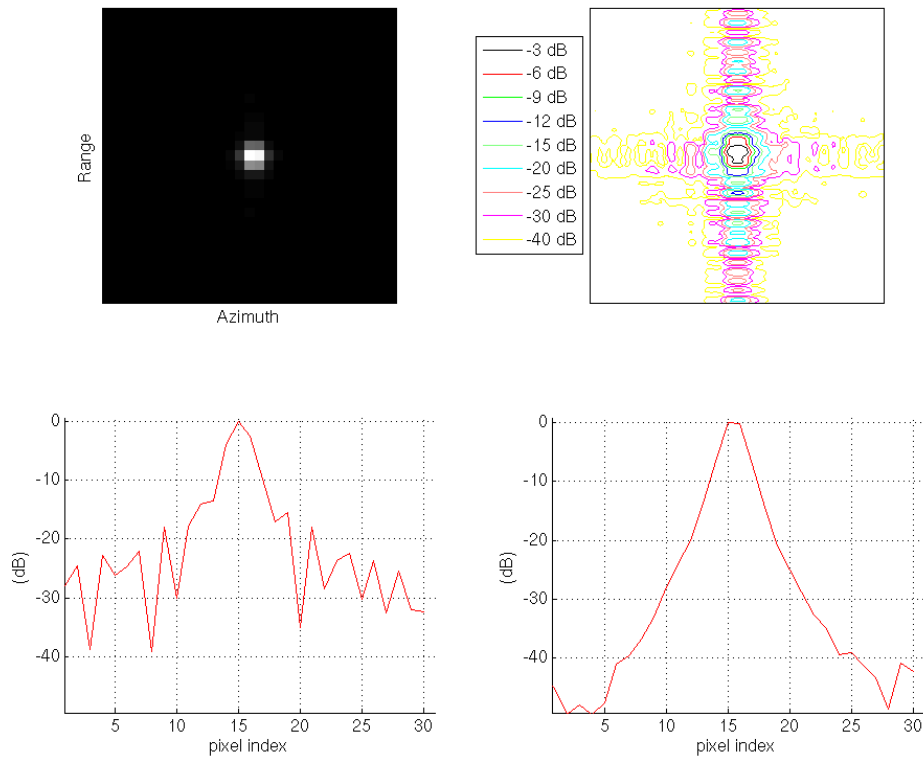 Range
Azimuth
-3 dB
-6 dB
-9 dB
-12 dB
-15 dB
-20 dB
-25 dB
-30 dB
-40 dB
0
-10
-20
-30
-40
(dB)
5
10
15
20
25
30
pixel index
0
-10
-20
-30
-40
(dB)
5
10
15
20
25
30
pixel index